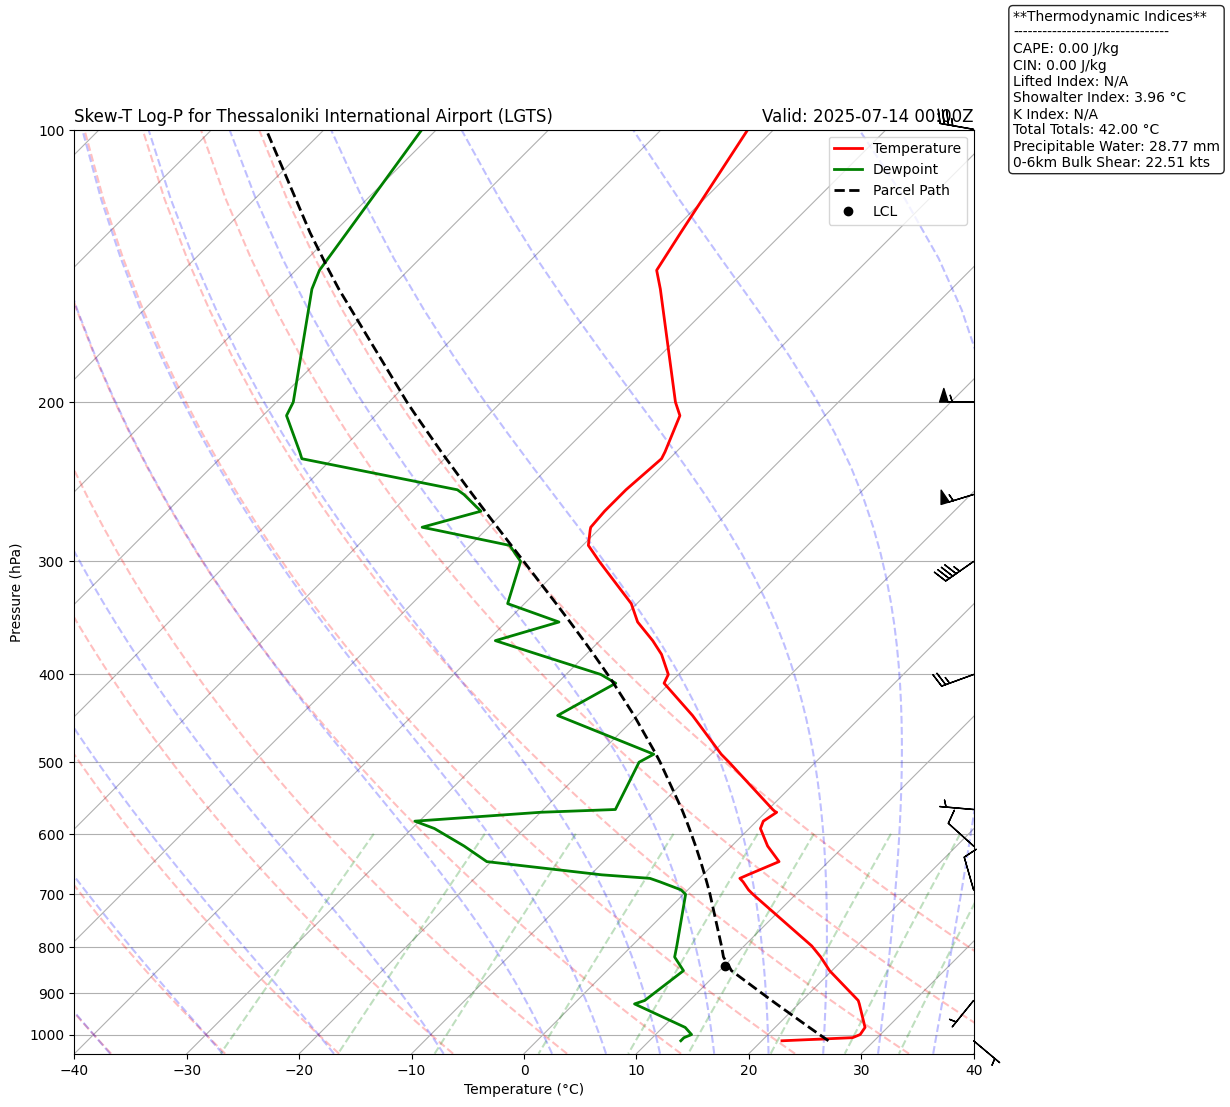 **Thermodynamic Indices**
--------------------------------
CAPE: 0.00 J/kg
CIN: 0.00 J/kg
Lifted Index: N/A
Showalter Index: 3.96 °C
K Index: N/A
Total Totals: 42.00 °C
Precipitable Water: 28.77 mm
0-6km Bulk Shear: 22.51 kts
Skew-T Log-P for Thessaloniki International Airport (LGTS)
Valid: 2025-07-14 00:00Z
Temperature
Dewpoint
Parcel Path
LCL
Pressure (hPa)
100
200
300
400
500
600
700
800
900
1000
−40
−30
−20
−10
0
10
20
30
40
Temperature (°C)